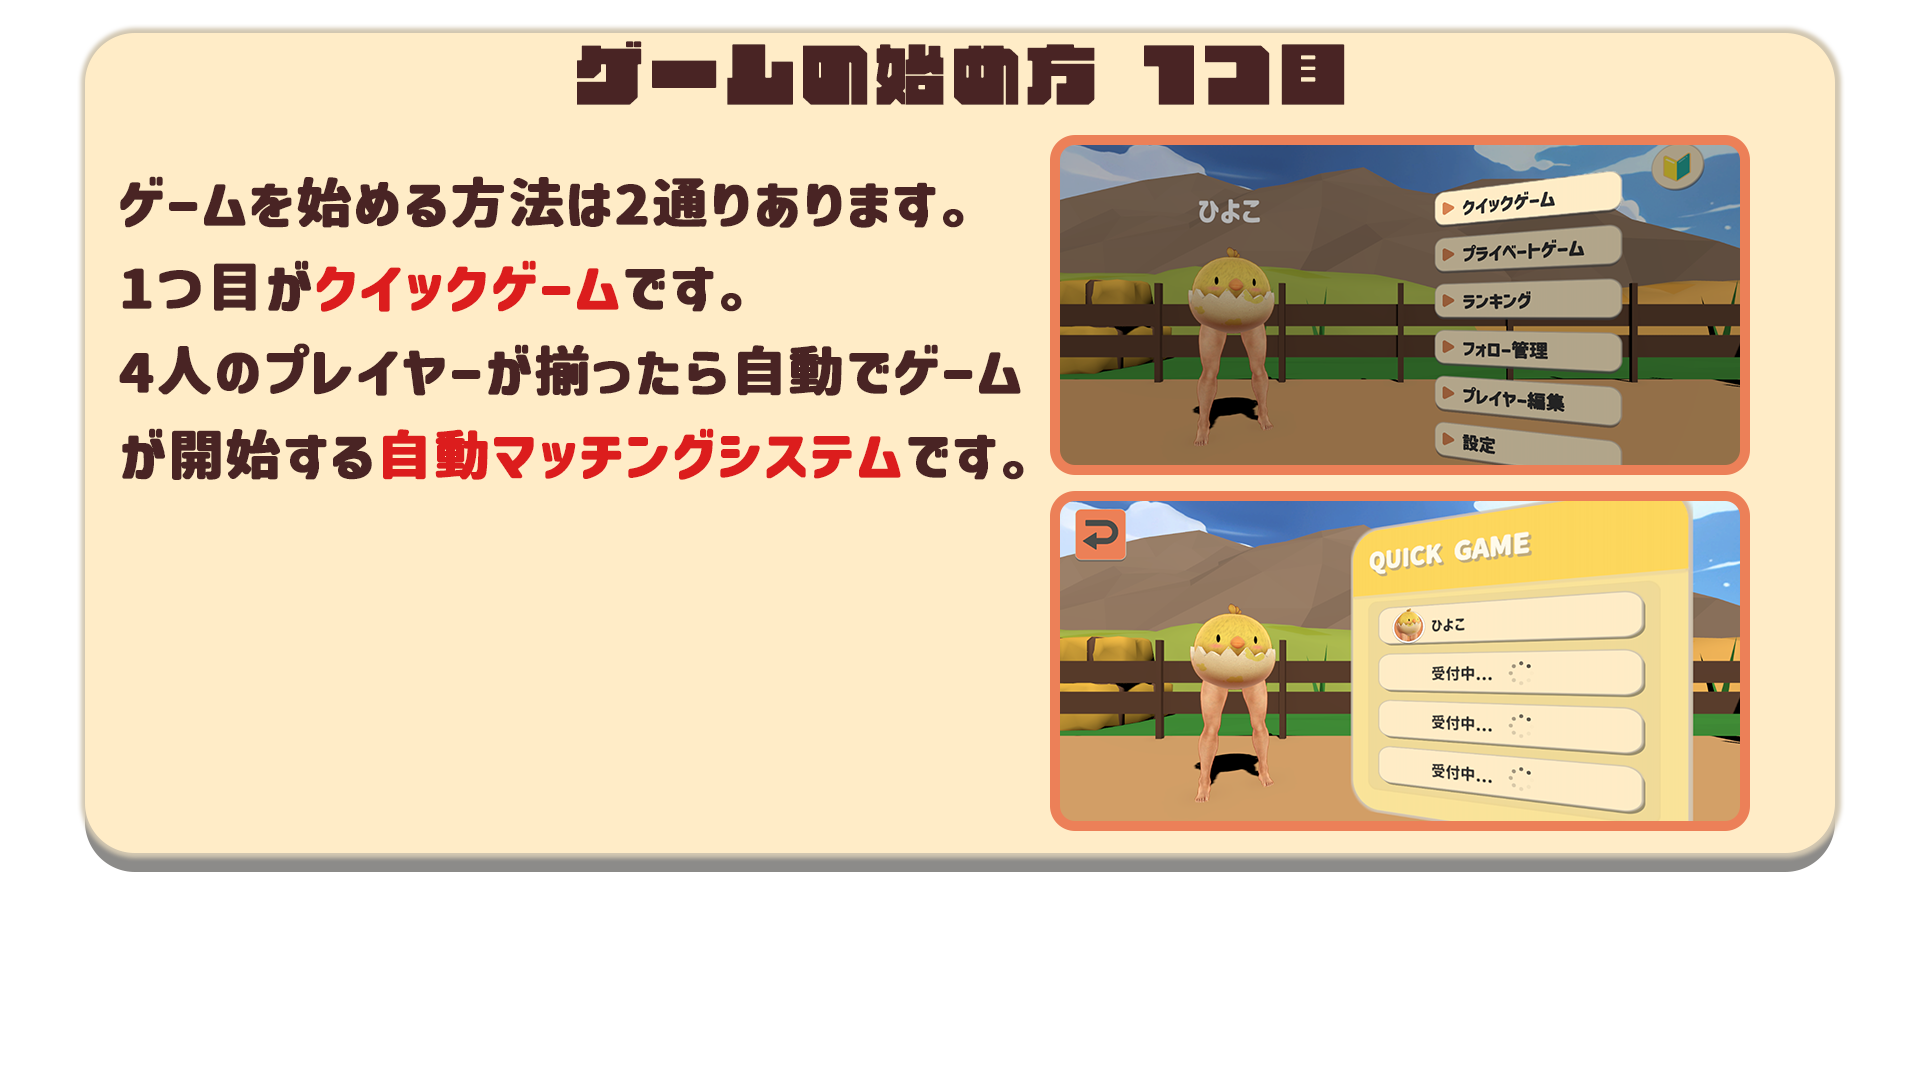 ゲームの始め方 1つ目
ゲームを始める方法は2通りあります。
1つ目がクイックゲームです。
4人のプレイヤーが揃ったら自動でゲーム
が開始する自動マッチングシステムです。
ひよこ
クイックゲーム
プライベートゲーム
ランキング
フォロー管理
プレイヤー編集
設定
QUICK GAME
ひよこ
受付中...
受付中...
受付中...